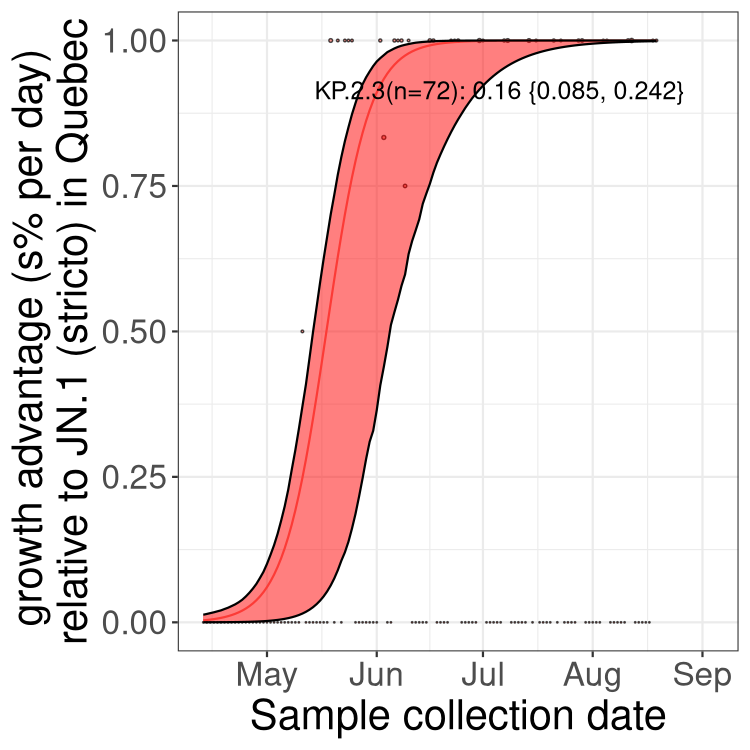 growth advantage (s% per day)
relative to JN.1 (stricto) in Quebec
1.00
0.75
0.50
0.25
0.00
KP.2.3(n=72): 0.16 {0.085, 0.242}
May Jun Jul Aug Sep
Sample collection date